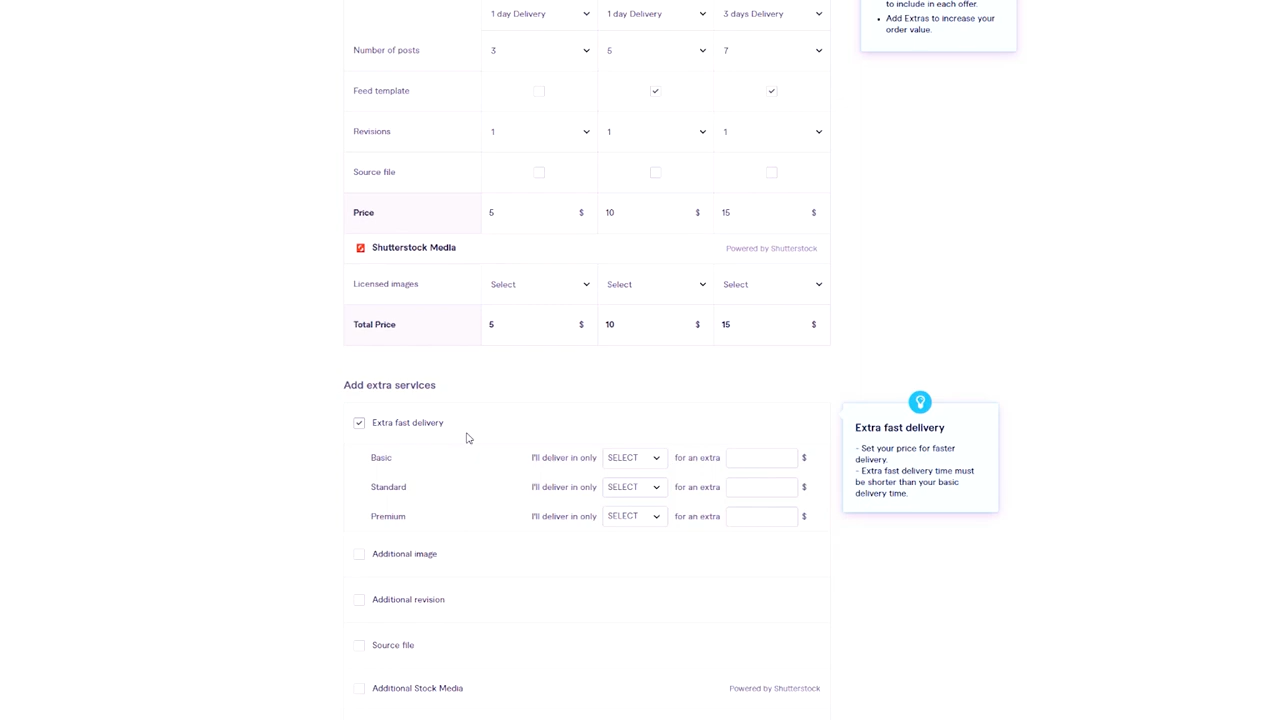 to include in each offer.
• Add Extras to increase your
order value.
1 day Delivery 1 day Delivery 3 days Delivery
Number of posts 3 5 7
Feed template
Revisions 1 1 1
Source file
Price 5 $ 10 $ 15 $
Shutterstock Media Powered by Shutterstock
Licensed images Select Select Select
Total Price 5 $ 10 $ 15 $
Add extra services
Extra fast delivery
Basic I'll deliver in only SELECT for an extra $
Standard I'll deliver in only SELECT for an extra $
Premium I'll deliver in only SELECT for an extra $
Additional image
Additional revision
Source file
Additional Stock Media Powered by Shutterstock
Extra fast delivery
- Set your price for faster
delivery.
- Extra fast delivery time must
be shorter than your basic
delivery time.